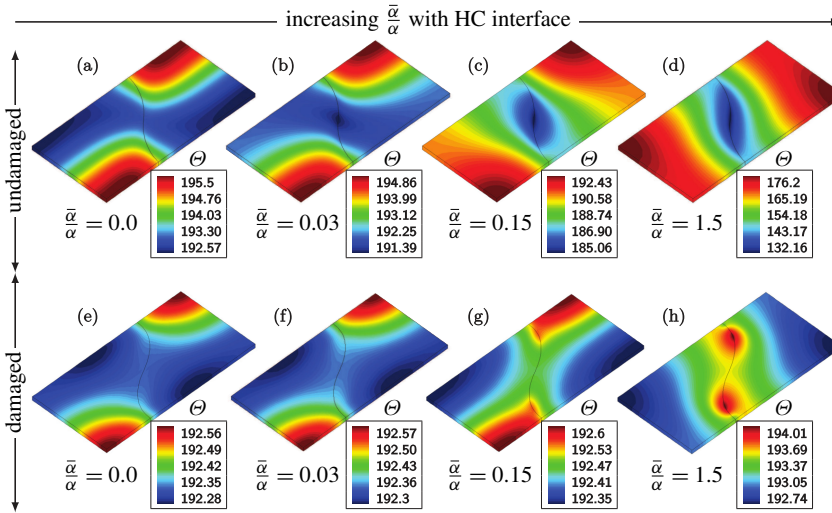 increasing ᾱ/α with HC interface
undamaged
(a) (b) (c) (d)
Θ Θ Θ Θ
ᾱ/α = 0.0
195.5
194.76
194.03
193.30
192.57
ᾱ/α = 0.03
194.86
193.99
193.12
192.25
191.39
ᾱ/α = 0.15
192.43
190.58
188.74
186.90
185.06
ᾱ/α = 1.5
176.2
165.19
154.18
143.17
132.16
damaged
(e) (f) (g) (h)
Θ Θ Θ Θ
ᾱ/α = 0.0
192.56
192.49
192.42
192.35
192.28
ᾱ/α = 0.03
192.57
192.50
192.43
192.36
192.3
ᾱ/α = 0.15
192.6
192.53
192.47
192.41
192.35
ᾱ/α = 1.5
194.01
193.69
193.37
193.05
192.74